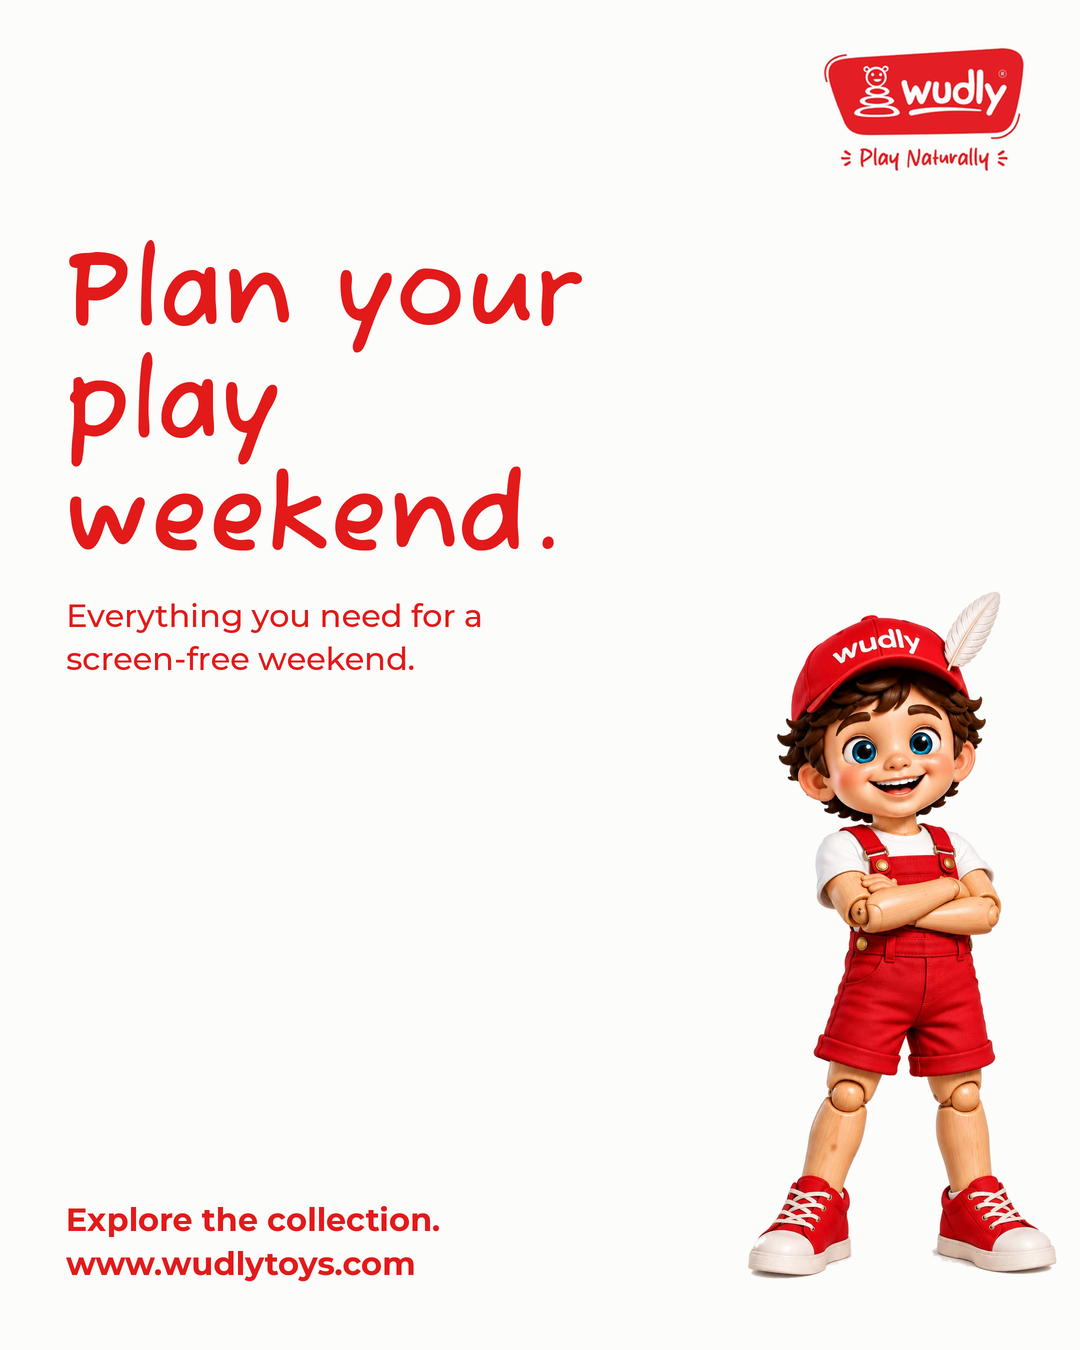 wudly®
Play Naturally
Plan your
play
weekend.
Everything you need for a
screen-free weekend.
wudly
Explore the collection.
www.wudlytoys.com